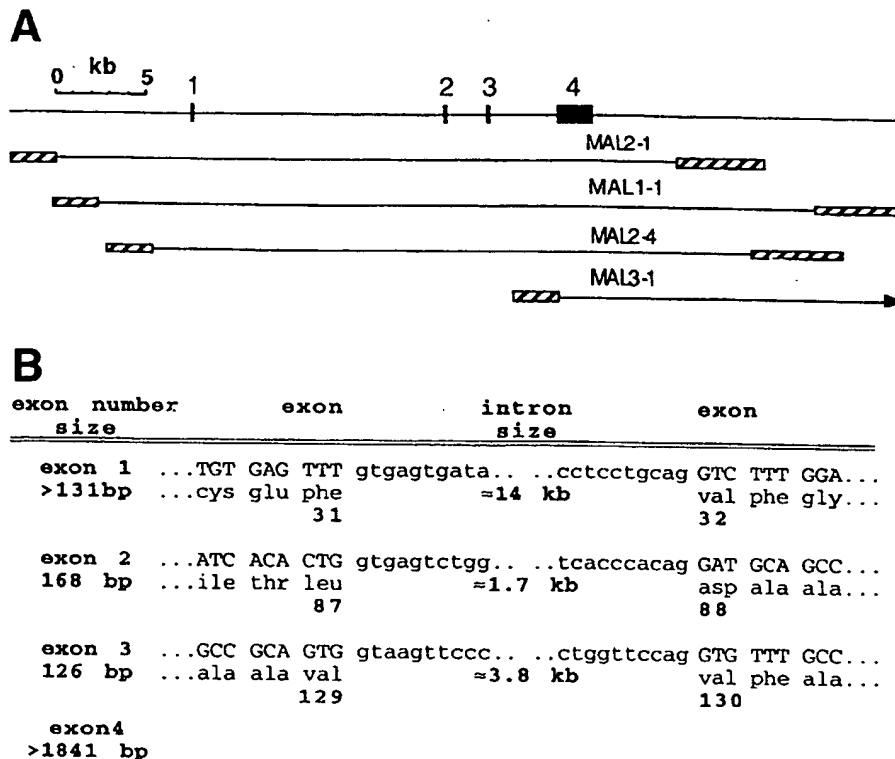 A
0 kb 5
1 2 3 4
MAL2-1
MAL1-1
MAL2-4
MAL3-1
B
exon number exon intron exon
size size
exon 1 ...TGT GAG TTT gtgagtgata.. ..cctcctgcag GTC TTT GGA...
>131bp ...cys glu phe ≈14 kb val phe gly...
31 32
exon 2 ...ATC ACA CTG gtgagtctgg.. ..tcacccacag GAT GCA GCC...
168 bp ...ile thr leu ≈1.7 kb asp ala ala...
87 88
exon 3 ...GCC GCA GTG gtaagttccc.. ..ctggttccag GTG TTT GCC...
126 bp ...ala ala val ≈3.8 kb val phe ala...
129 130
exon4
>1841 bp